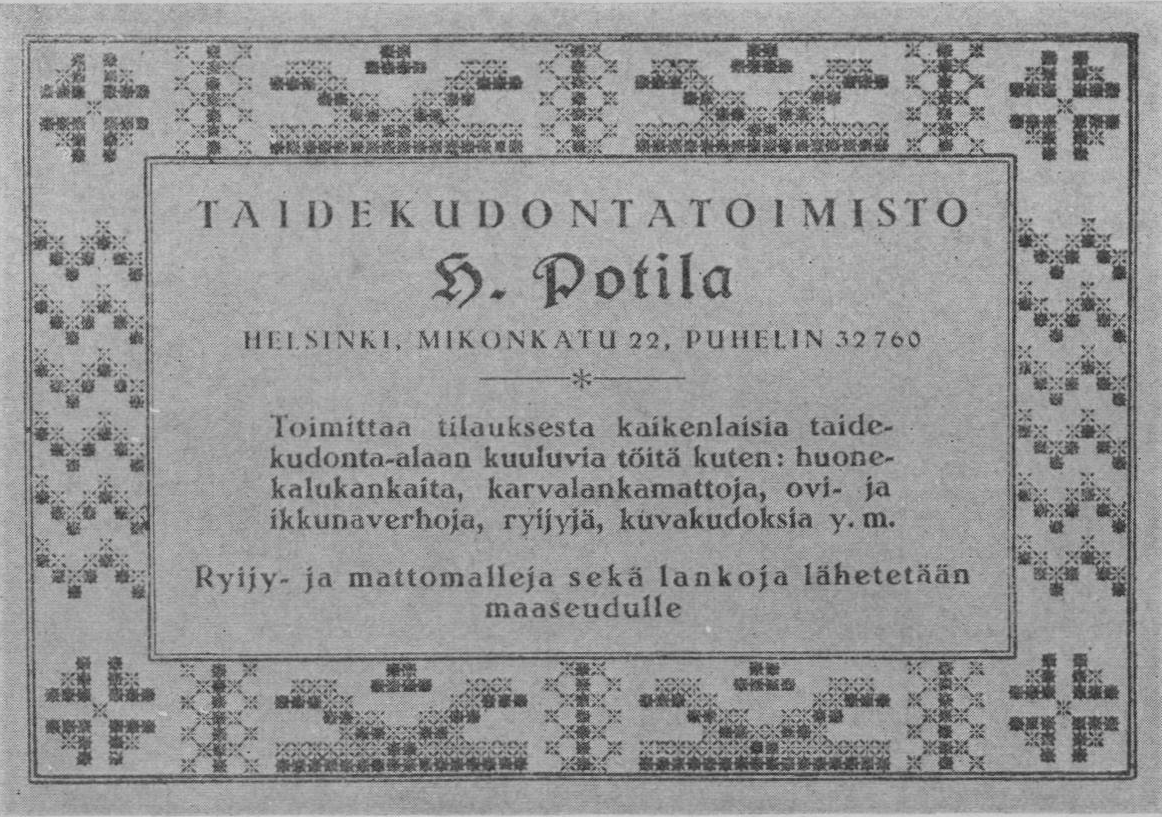 TAIDEKUDONTATOIMISTO
H. Potila
HELSINKI, MIKONKATU 22, PUHELIN 32 760
Toimittaa tilauksesta kaikenlaisia taide-
kudonta-alaan kuuluvia töitä kuten: huone-
kalukankaita, karvalankamattoja, ovi- ja
ikkunaverhoja, ryijyjä, kuvakudoksia y. m.
Ryijy- ja mattomalleja sekä lankoja lähetetään
maaseudulle